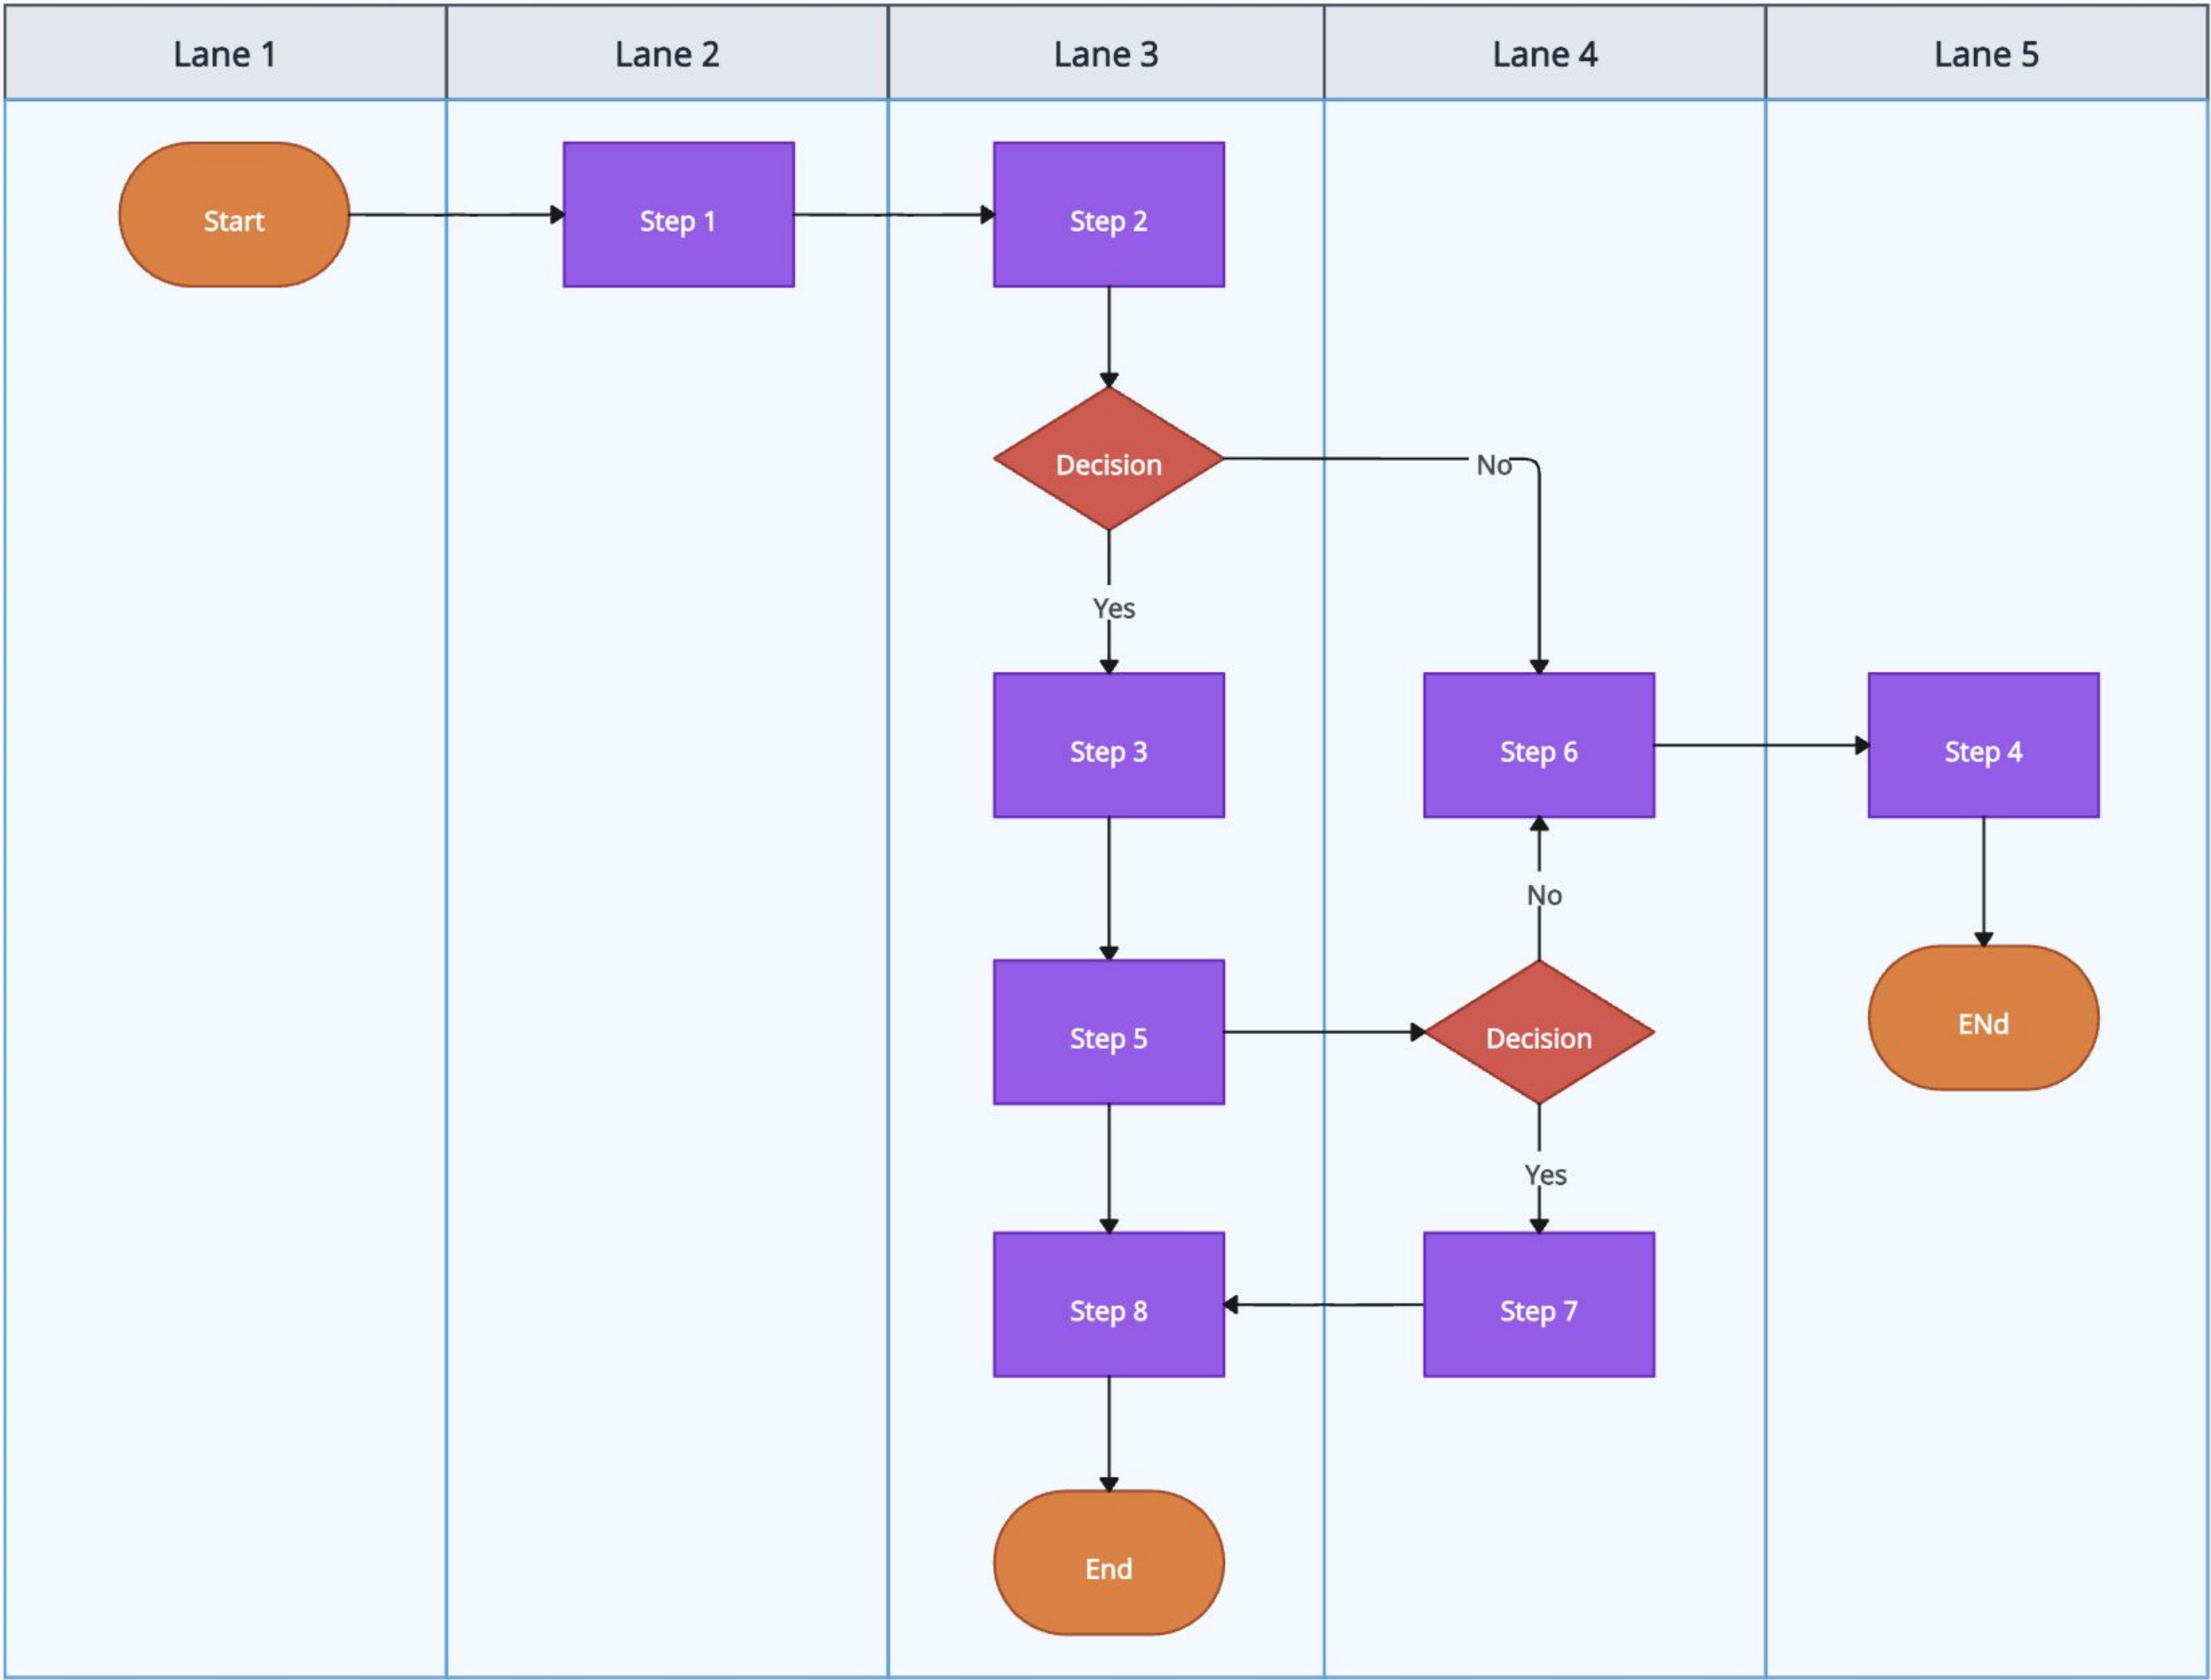 Lane 1
Lane 2
Lane 3
Lane 4
Lane 5
Start
Step 1
Step 2
Decision
No
Yes
Step 3
Step 6
Step 4
No
Step 5
Decision
ENd
Yes
Step 8
Step 7
End